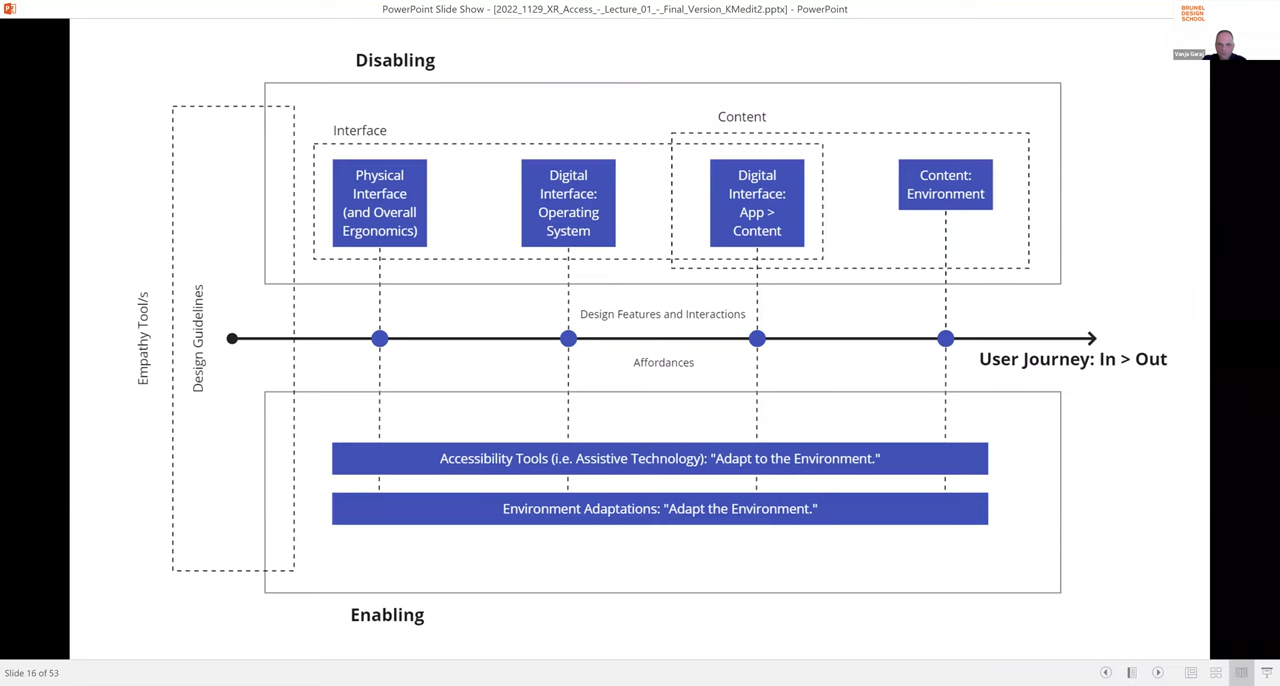 PowerPoint Slide Show - [2022_1129_XR_Access_-_Lecture_01_-_Final_Version_KMedit2.pptx] - PowerPoint
BRUNEL
DESIGN
SCHOOL
Vanja Garaj
Disabling
Interface
Content
Physical
Interface
(and Overall
Ergonomics)
Digital
Interface:
Operating
System
Digital
Interface:
App >
Content
Content:
Environment
Empathy Tool/s
Design Guidelines
Design Features and Interactions
Affordances
User Journey: In > Out
Accessibility Tools (i.e. Assistive Technology): "Adapt to the Environment."
Environment Adaptations: "Adapt the Environment."
Enabling
Slide 16 of 53